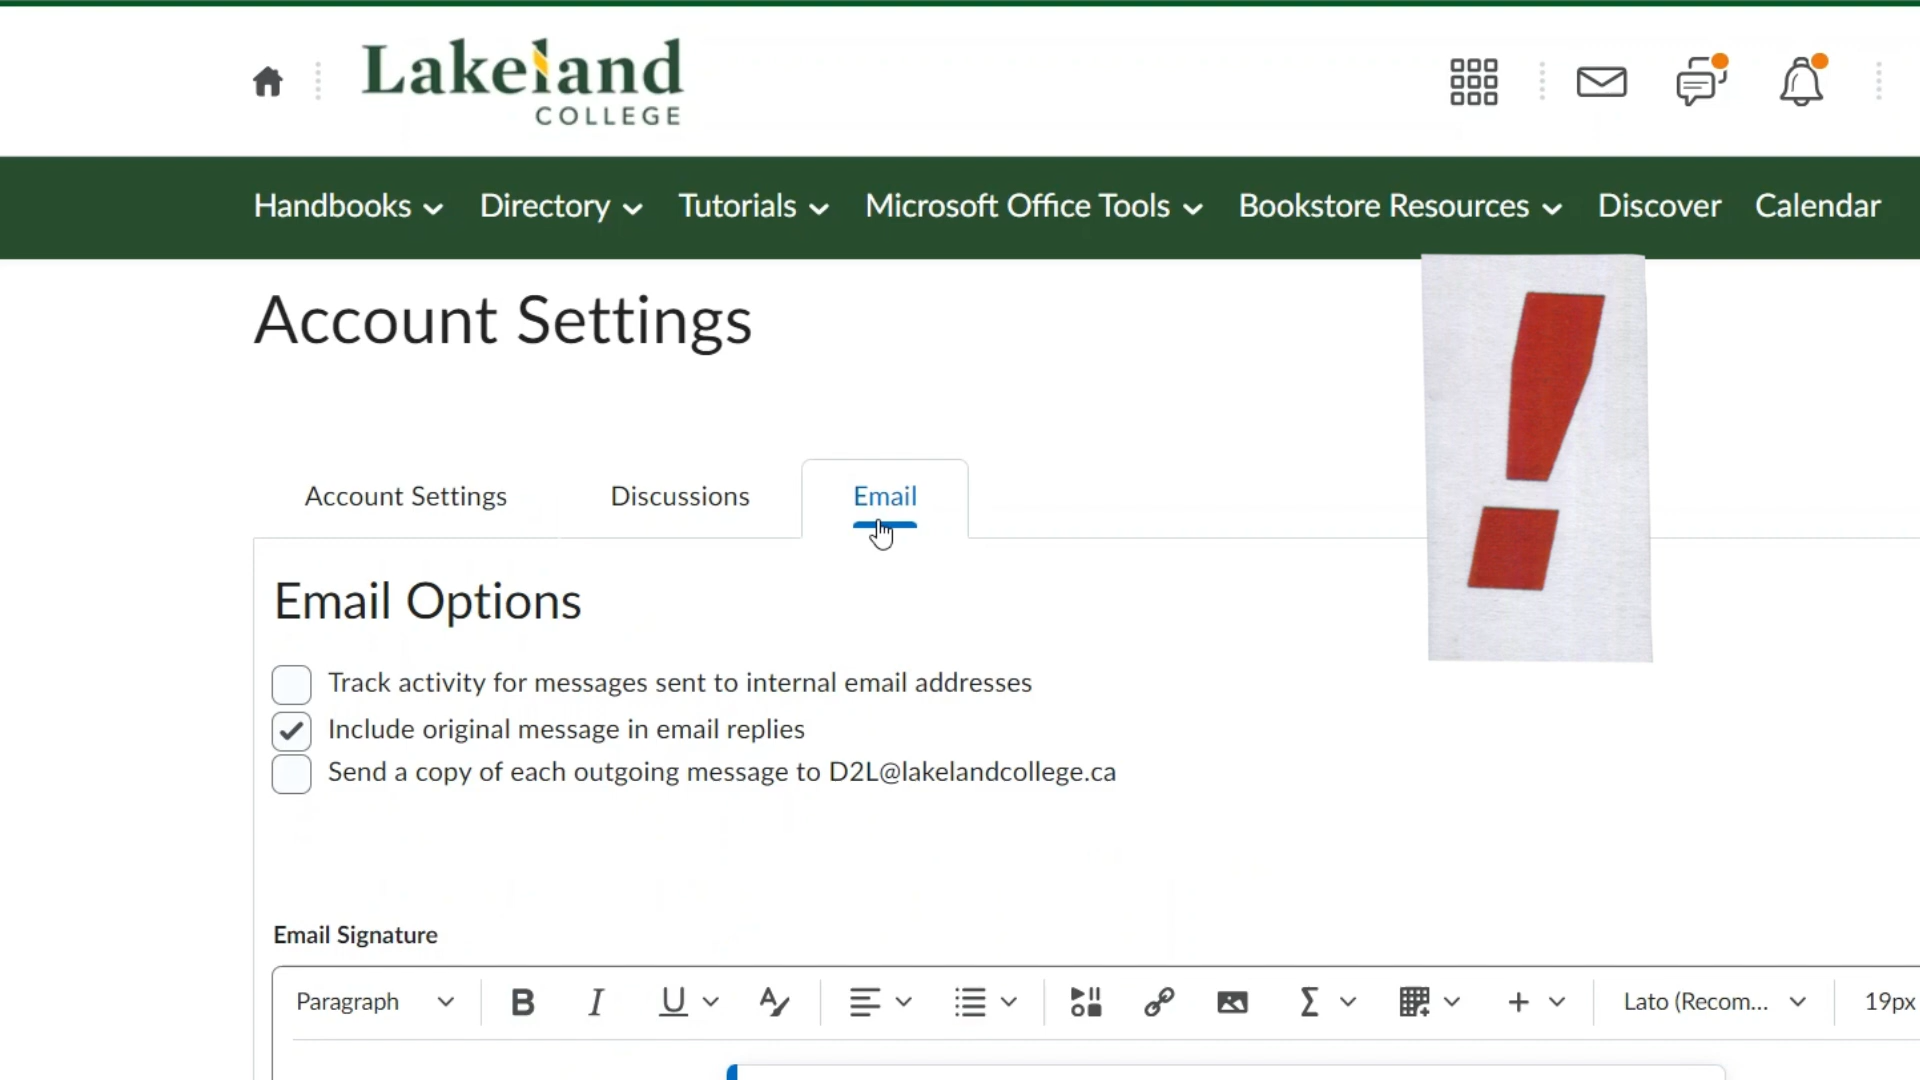 Lakeland
COLLEGE
Handbooks Directory Tutorials Microsoft Office Tools Bookstore Resources Discover Calendar
Account Settings
!
Account Settings Discussions Email
Email Options
Track activity for messages sent to internal email addresses
Include original message in email replies
Send a copy of each outgoing message to D2L@lakelandcollege.ca
Email Signature
Paragraph B I U Lato (Recom... 19px